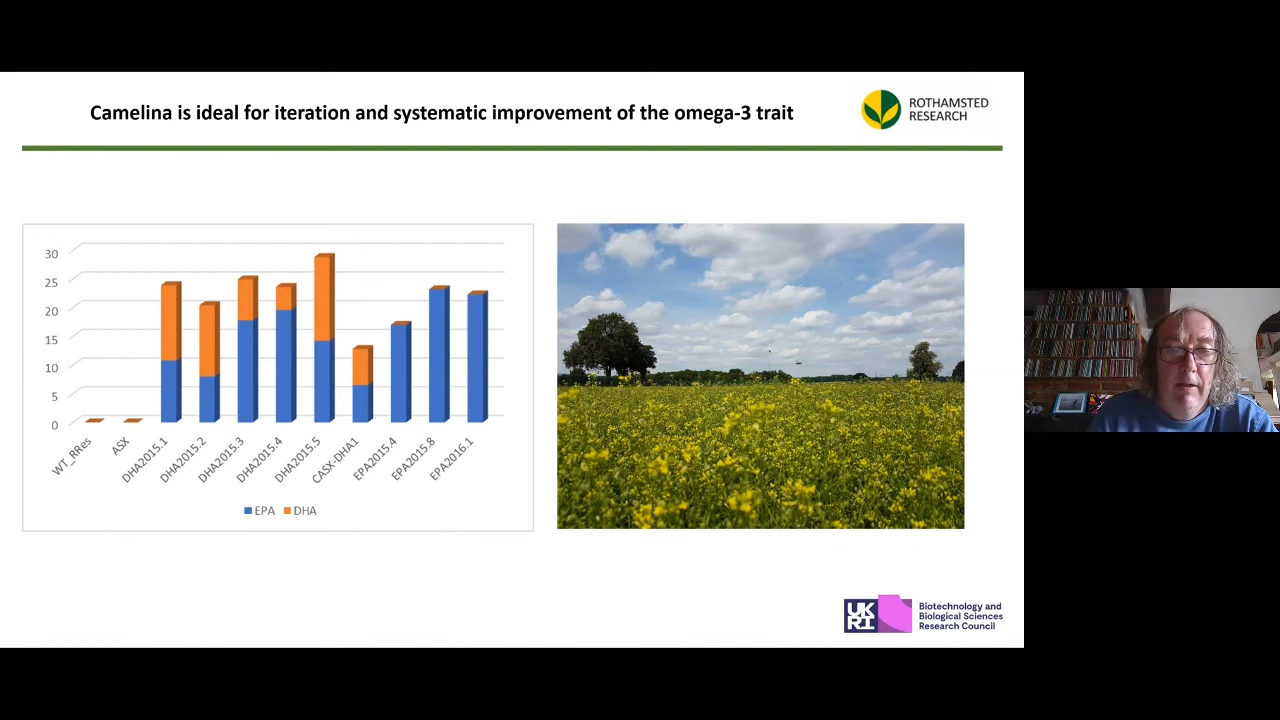 Camelina is ideal for iteration and systematic improvement of the omega-3 trait
ROTHAMSTED
RESEARCH
30
25
20
15
10
5
0
WT_RRes
ASX
DHA2015.1
DHA2015.2
DHA2015.3
DHA2015.4
DHA2015.5
CASX-DHA1
EPA2015.4
EPA2015.8
EPA2016.1
EPA
DHA
UK
RI
Biotechnology and
Biological Sciences
Research Council